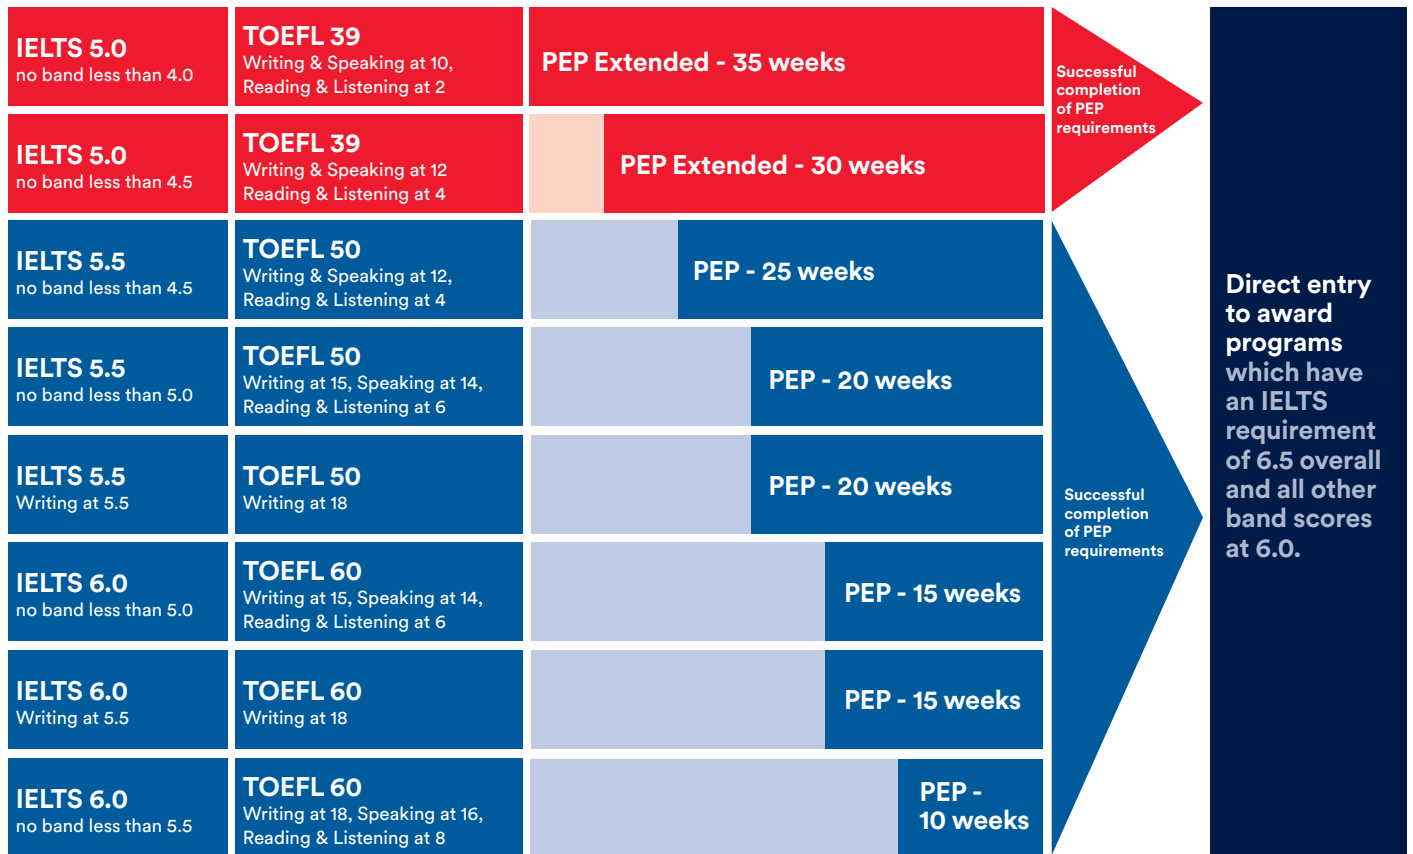 IELTS 5.0
no band less than 4.0
TOEFL 39
Writing & Speaking at 10,
Reading & Listening at 2
PEP Extended - 35 weeks
IELTS 5.0
no band less than 4.5
TOEFL 39
Writing & Speaking at 12
Reading & Listening at 4
PEP Extended - 30 weeks
Successful
completion
of PEP
requirements
IELTS 5.5
no band less than 4.5
TOEFL 50
Writing & Speaking at 12,
Reading & Listening at 4
PEP - 25 weeks
IELTS 5.5
no band less than 5.0
TOEFL 50
Writing at 15, Speaking at 14,
Reading & Listening at 6
PEP - 20 weeks
IELTS 5.5
Writing at 5.5
TOEFL 50
Writing at 18
PEP - 20 weeks
IELTS 6.0
no band less than 5.0
TOEFL 60
Writing at 15, Speaking at 14,
Reading & Listening at 6
PEP - 15 weeks
IELTS 6.0
Writing at 5.5
TOEFL 60
Writing at 18
PEP - 15 weeks
IELTS 6.0
no band less than 5.5
TOEFL 60
Writing at 18, Speaking at 16,
Reading & Listening at 8
PEP -
10 weeks
Successful
completion
of PEP
requirements
Direct entry
to award
programs
which have
an IELTS
requirement
of 6.5 overall
and all other
band scores
at 6.0.